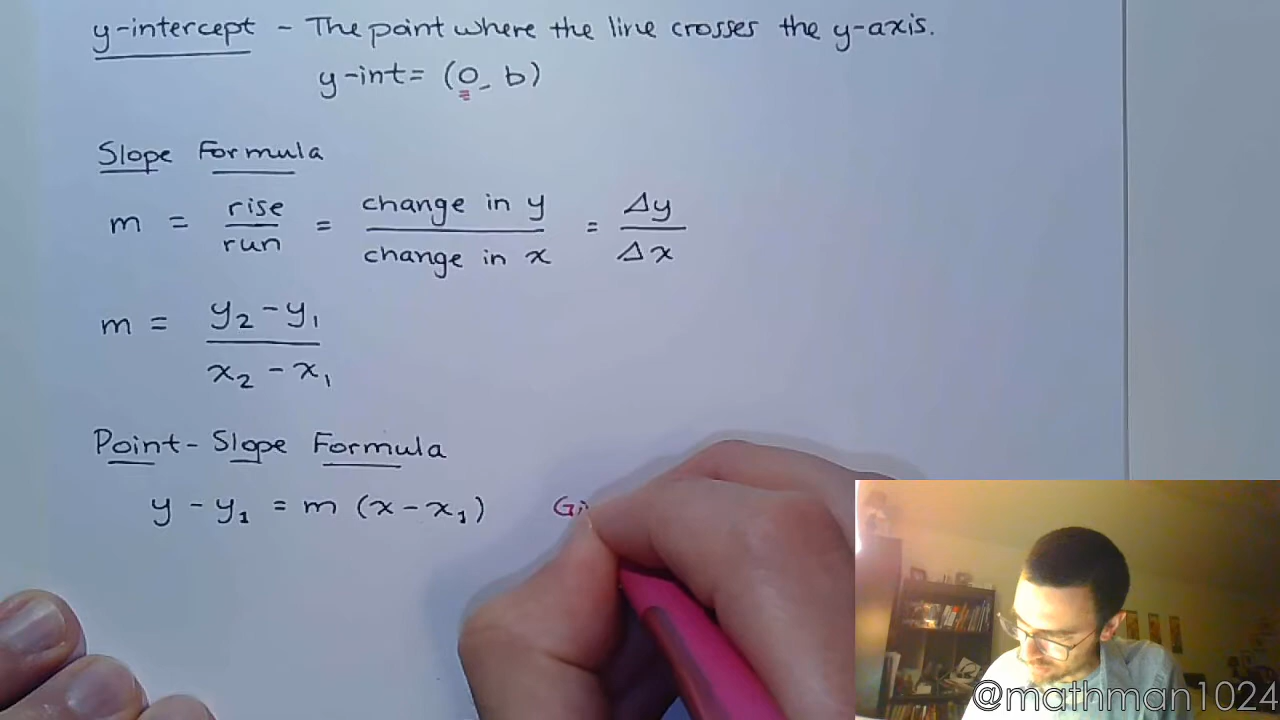 y-intercept - The point where the line crosses the y-axis.
y-int = (0, b)
Slope Formula
m = rise/run = change in y/change in x = Δy/Δx
m = y₂ - y₁/x₂ - x₁
Point-Slope Formula
y - y₁ = m (x - x₁) Gi
@mathman1024